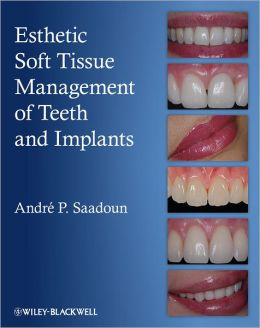 Esthetic
Soft Tissue
Management
of Teeth
and Implants
André P. Saadoun
WILEY-BLACKWELL